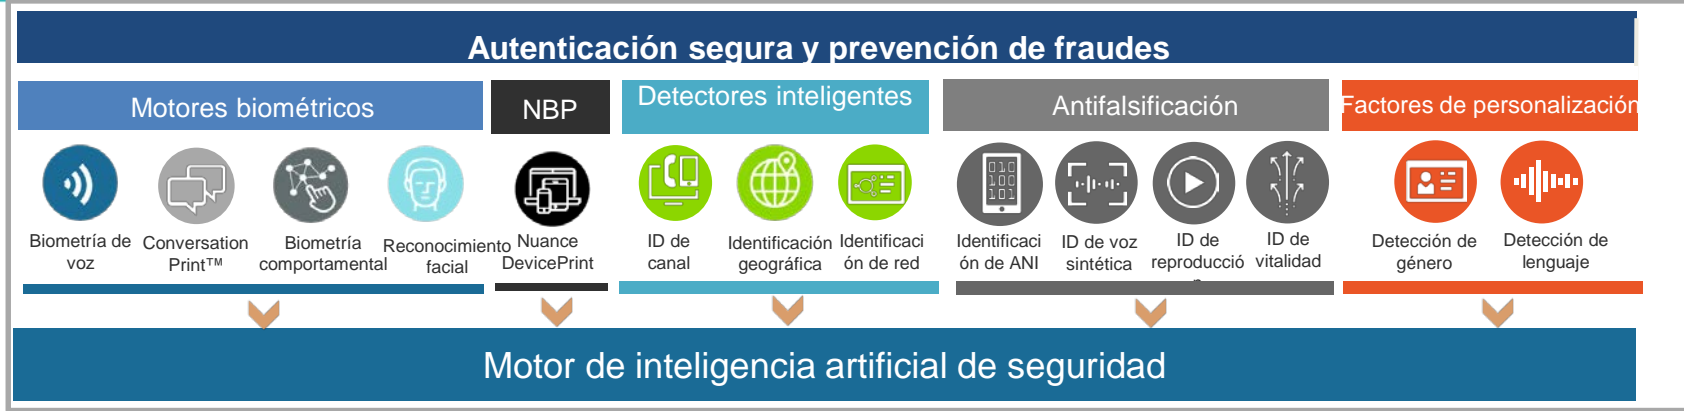 Autenticación segura y prevención de fraudes
Motores biométricos
NBP
Detectores inteligentes
Antifalsificación
Factores de personalización
010
100
101
Biometría de
voz
Conversation
Print™
Biometría
comportamental
Reconocimiento
facial
Nuance
DevicePrint
ID de
canal
Identificación
geográfica
Identificaci
ón de red
Identificaci
ón de ANI
ID de voz
sintética
ID de
reproducció
n
ID de
vitalidad
Detección de
género
Detección de
lenguaje
Motor de inteligencia artificial de seguridad